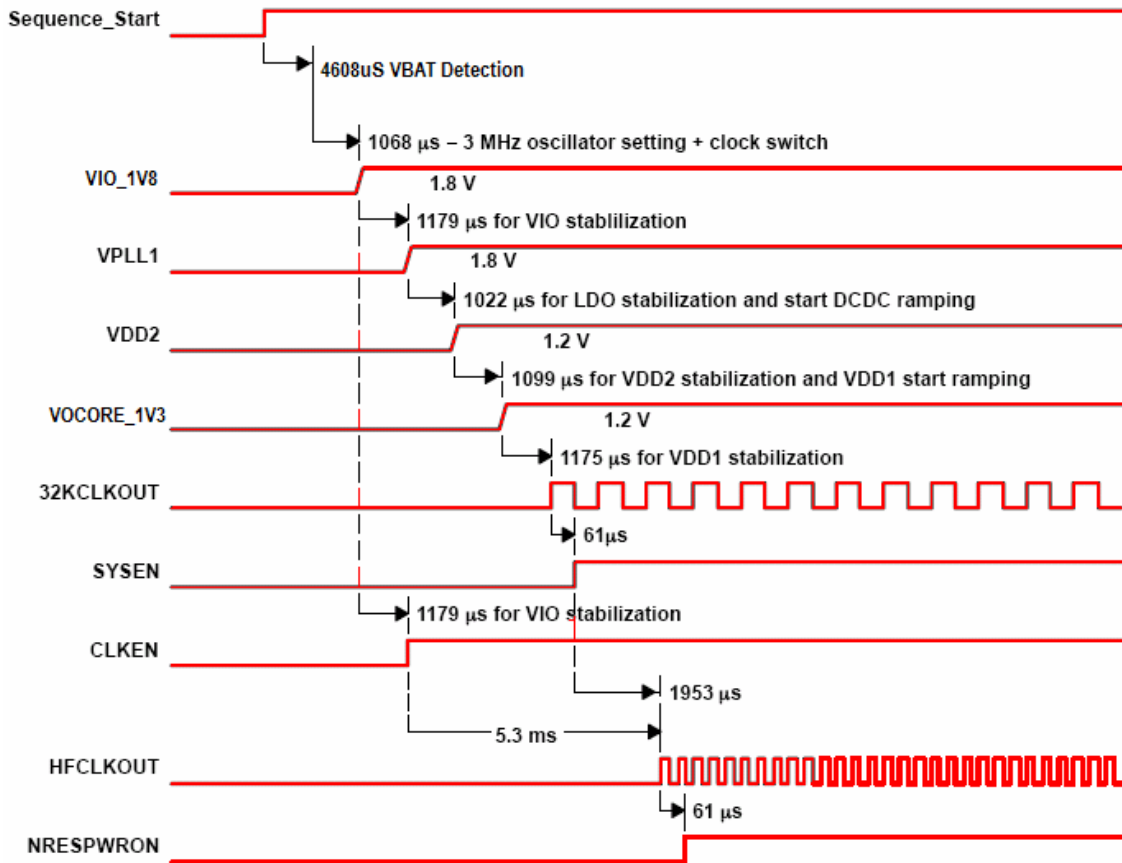 Sequence_Start
4608uS VBAT Detection
1068 μs – 3 MHz oscillator setting + clock switch
VIO_1V8
1.8 V
1179 μs for VIO stablilization
VPLL1
1.8 V
1022 μs for LDO stabilization and start DCDC ramping
VDD2
1.2 V
1099 μs for VDD2 stabilization and VDD1 start ramping
VOCORE_1V3
1.2 V
1175 μs for VDD1 stabilization
32KCLKOUT
61μs
SYSEN
1179 μs for VIO stabilization
CLKEN
1953 μs
5.3 ms
HFCLKOUT
61 μs
NRESPWRON